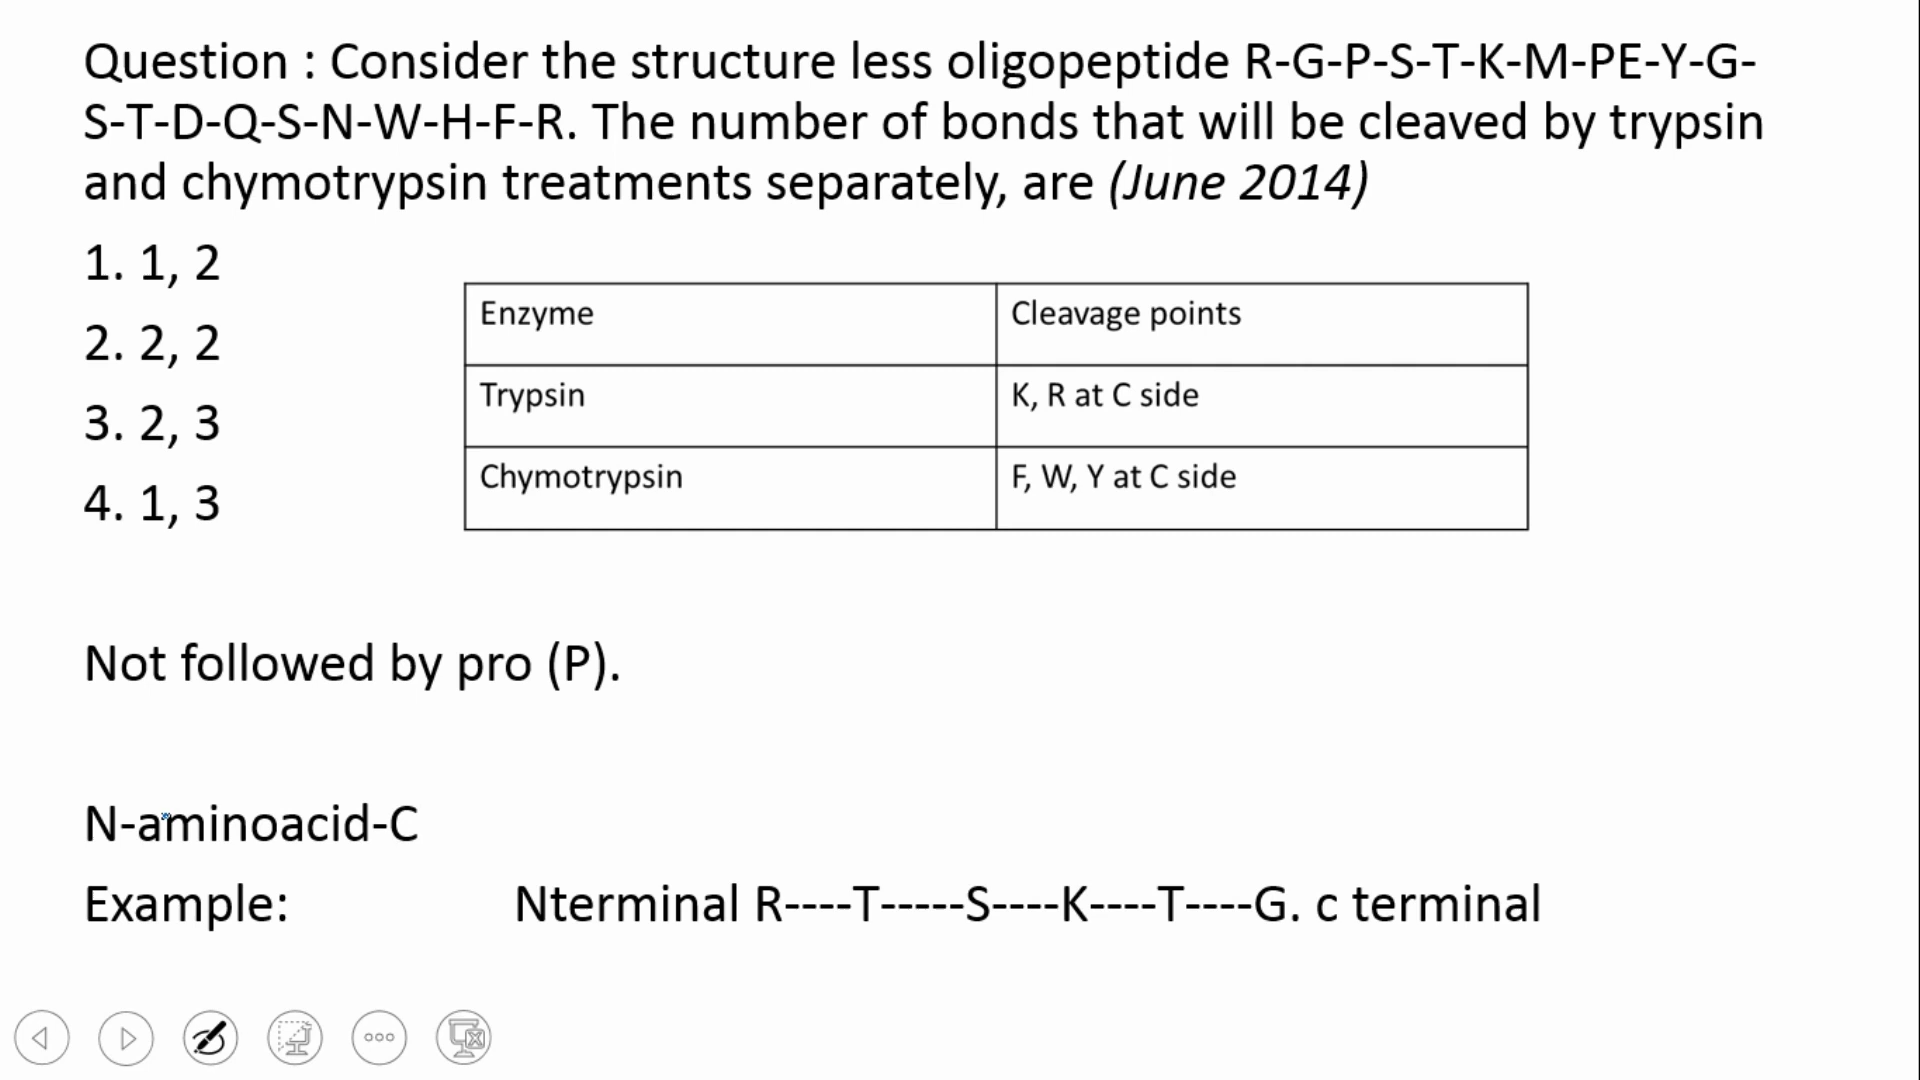 Question : Consider the structure less oligopeptide R-G-P-S-T-K-M-PE-Y-G-
S-T-D-Q-S-N-W-H-F-R. The number of bonds that will be cleaved by trypsin
and chymotrypsin treatments separately, are (June 2014)
1. 1, 2
2. 2, 2
3. 2, 3
4. 1, 3
Enzyme Cleavage points
Trypsin K, R at C side
Chymotrypsin F, W, Y at C side
Not followed by pro (P).
N-aminoacid-C
Example: Nterminal R----T-----S----K----T----G. c terminal